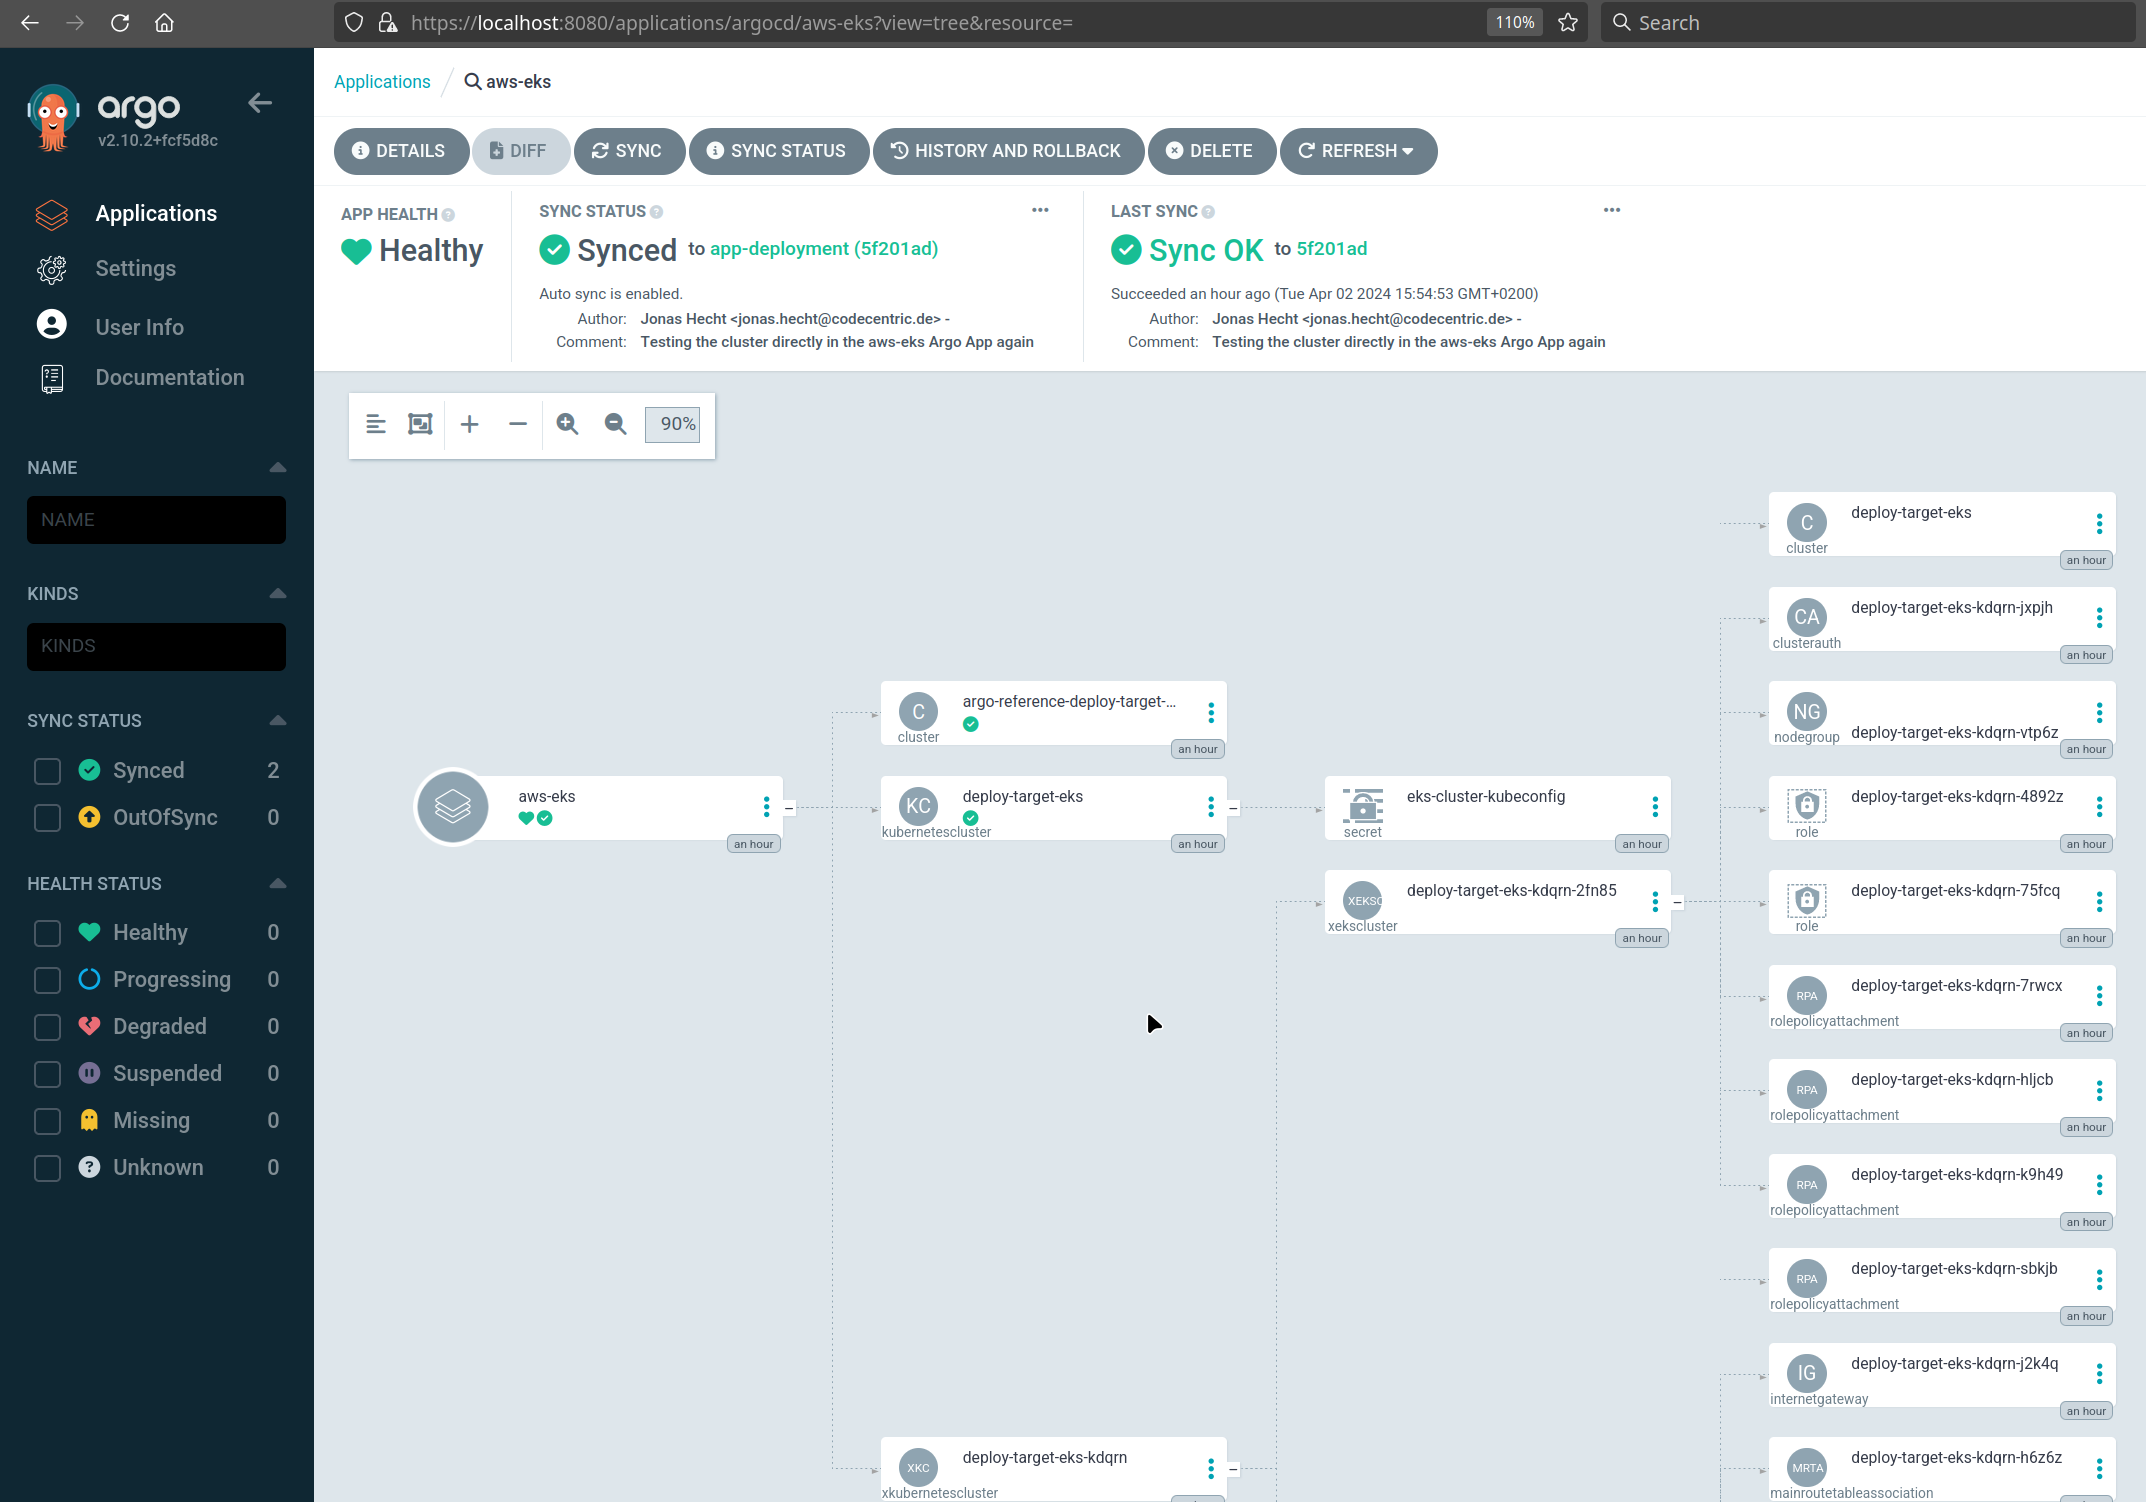 https://localhost:8080/applications/argocd/aws-eks?view=tree&resource=
110%
Search
argo
v2.10.2+fcf5d8c
Applications
Settings
User Info
Documentation
NAME
NAME
KINDS
KINDS
SYNC STATUS
Synced 2
OutOfSync 0
HEALTH STATUS
Healthy 0
Progressing 0
Degraded 0
Suspended 0
Missing 0
Unknown 0
Applications / aws-eks
DETAILS DIFF SYNC SYNC STATUS HISTORY AND ROLLBACK DELETE REFRESH
APP HEALTH
Healthy
SYNC STATUS
Synced to app-deployment (5f201ad)
Auto sync is enabled.
Author: Jonas Hecht <jonas.hecht@codecentric.de> -
Comment: Testing the cluster directly in the aws-eks Argo App again
LAST SYNC
Sync OK to 5f201ad
Succeeded an hour ago (Tue Apr 02 2024 15:54:53 GMT+0200)
Author: Jonas Hecht <jonas.hecht@codecentric.de> -
Comment: Testing the cluster directly in the aws-eks Argo App again
90%
aws-eks
an hour
C
cluster
argo-reference-deploy-target-...
an hour
KC
kubernetescluster
deploy-target-eks
an hour
XKC
xkubernetescluster
deploy-target-eks-kdqrn
secret
eks-cluster-kubeconfig
an hour
XEKSC
xekscluster
deploy-target-eks-kdqrn-2fn85
an hour
C
cluster
deploy-target-eks
an hour
CA
clusterauth
deploy-target-eks-kdqrn-jxpjh
an hour
NG
nodegroup
deploy-target-eks-kdqrn-vtp6z
an hour
role
deploy-target-eks-kdqrn-4892z
an hour
role
deploy-target-eks-kdqrn-75fcq
an hour
RPA
rolepolicyattachment
deploy-target-eks-kdqrn-7rwcx
an hour
RPA
rolepolicyattachment
deploy-target-eks-kdqrn-hljcb
an hour
RPA
rolepolicyattachment
deploy-target-eks-kdqrn-k9h49
an hour
RPA
rolepolicyattachment
deploy-target-eks-kdqrn-sbkjb
an hour
IG
internetgateway
deploy-target-eks-kdqrn-j2k4q
an hour
MRTA
mainroutetableassociation
deploy-target-eks-kdqrn-h6z6z